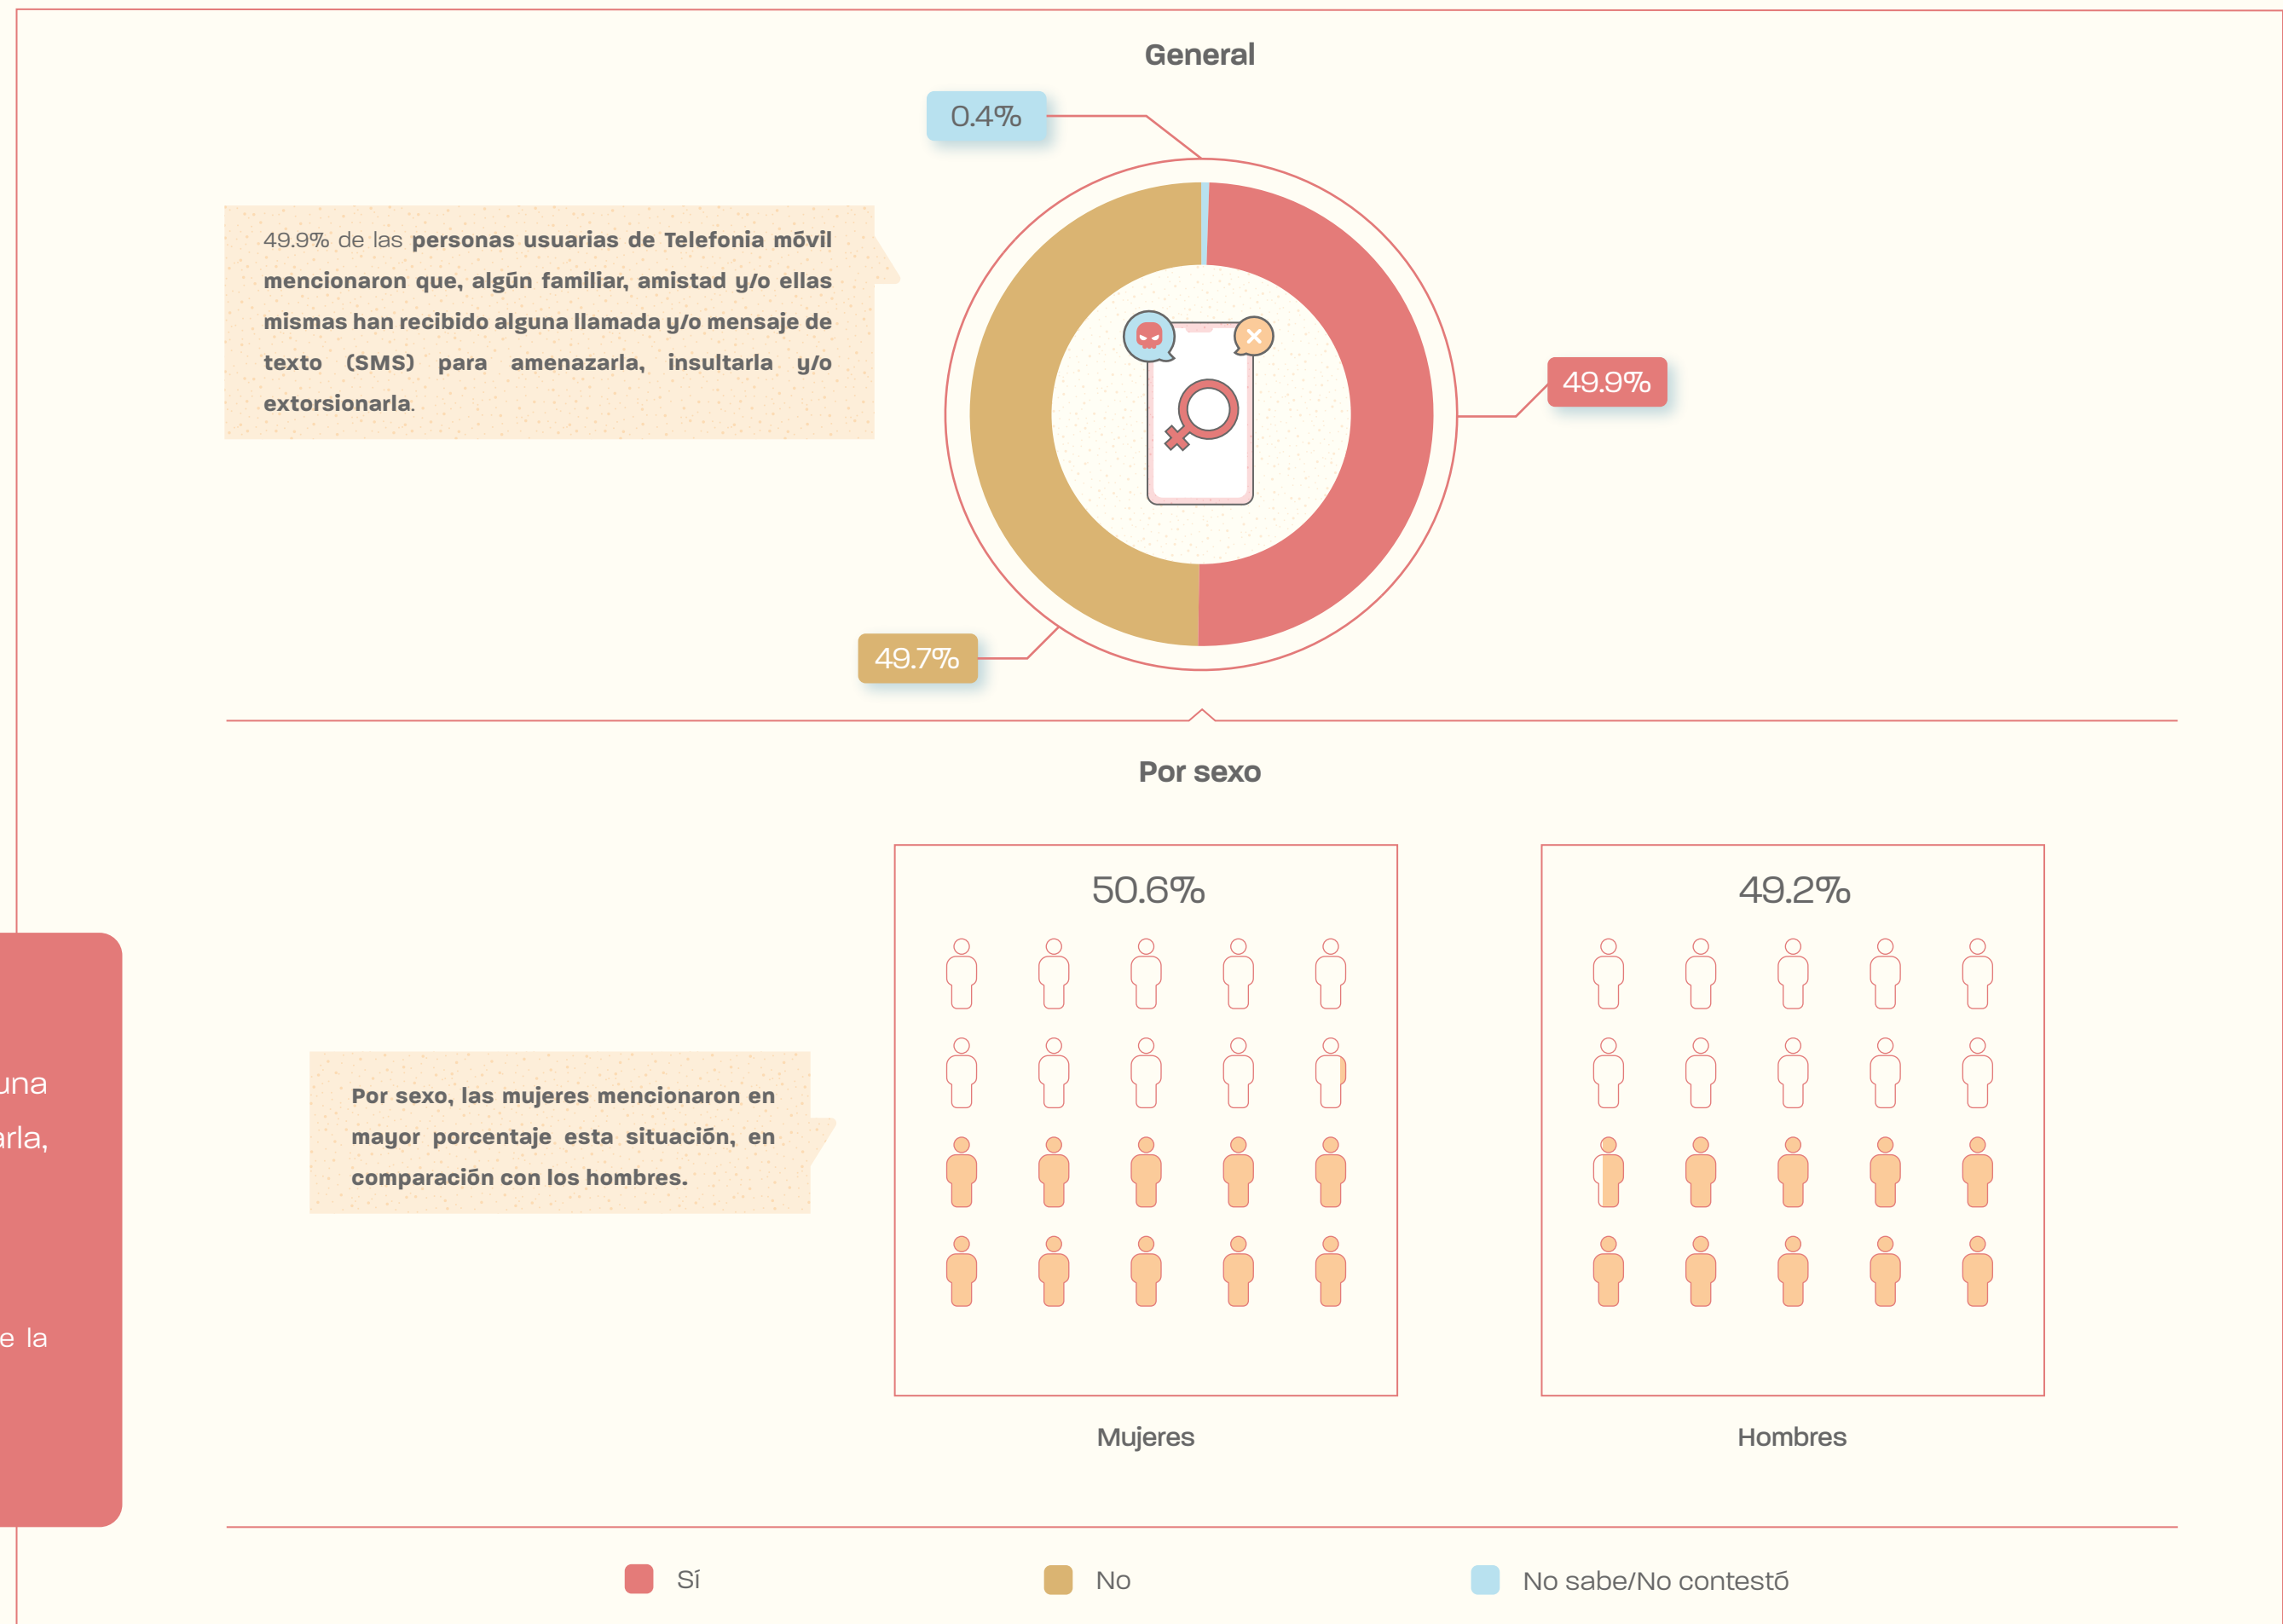 General
0.4%
49.9% de las personas usuarias de Telefonia móvil
mencionaron que, algún familiar, amistad y/o ellas
mismas han recibido alguna llamada y/o mensaje de
texto (SMS) para amenazarla, insultarla y/o
extorsionarla.
49.9%
49.7%
Por sexo
50.6%
49.2%
Por sexo, las mujeres mencionaron en
mayor porcentaje esta situación, en
comparación con los hombres.
Mujeres
Hombres
la
Sí
No
No sabe/No contestó